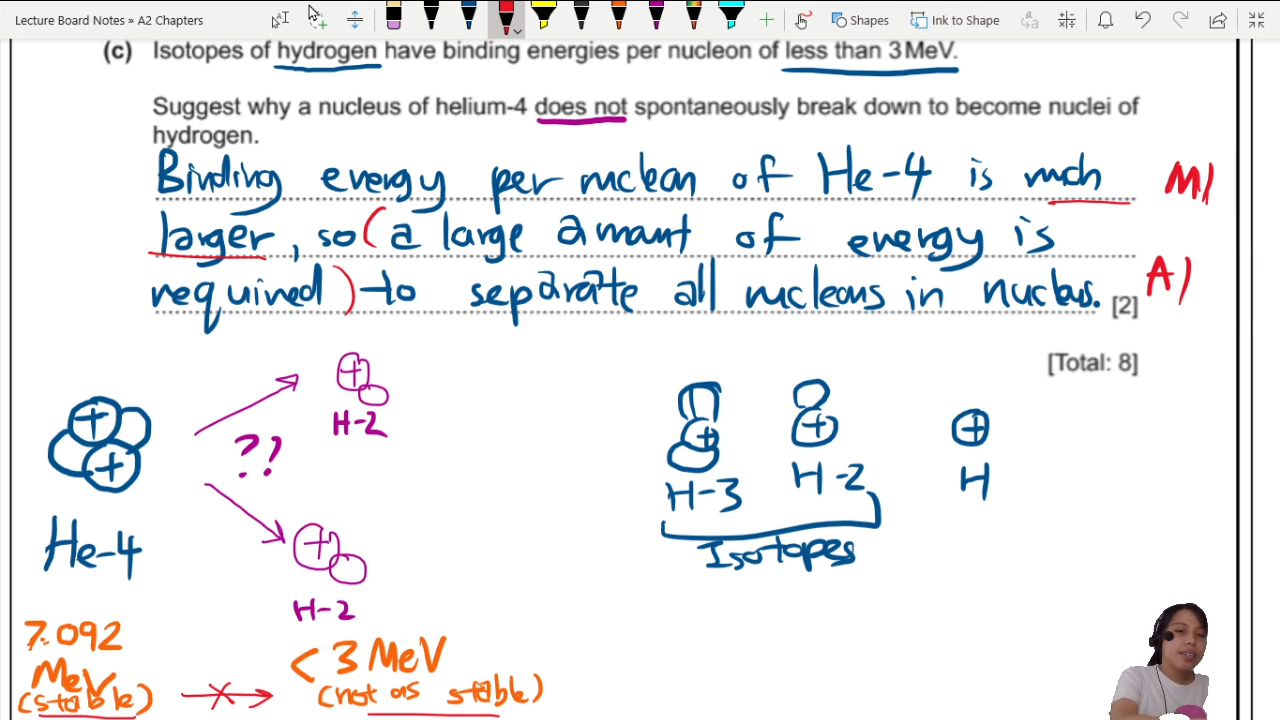 Lecture Board Notes » A2 Chapters
Shapes
Ink to Shape
(c) Isotopes of hydrogen have binding energies per nucleon of less than 3 MeV.
Suggest why a nucleus of helium-4 does not spontaneously break down to become nuclei of
hydrogen.
Binding energy per nucleon of He-4 is much M1
larger, so (a large amount of energy is
required) to separate all nucleons in nucleus. A1
[2]
[Total: 8]
+
+
He-4
??
+
H-2
+
H-2
+
H-3
+
H-2
+
H
Isotopes
7.092
MeV
(stable)
< 3 MeV
(not as stable)